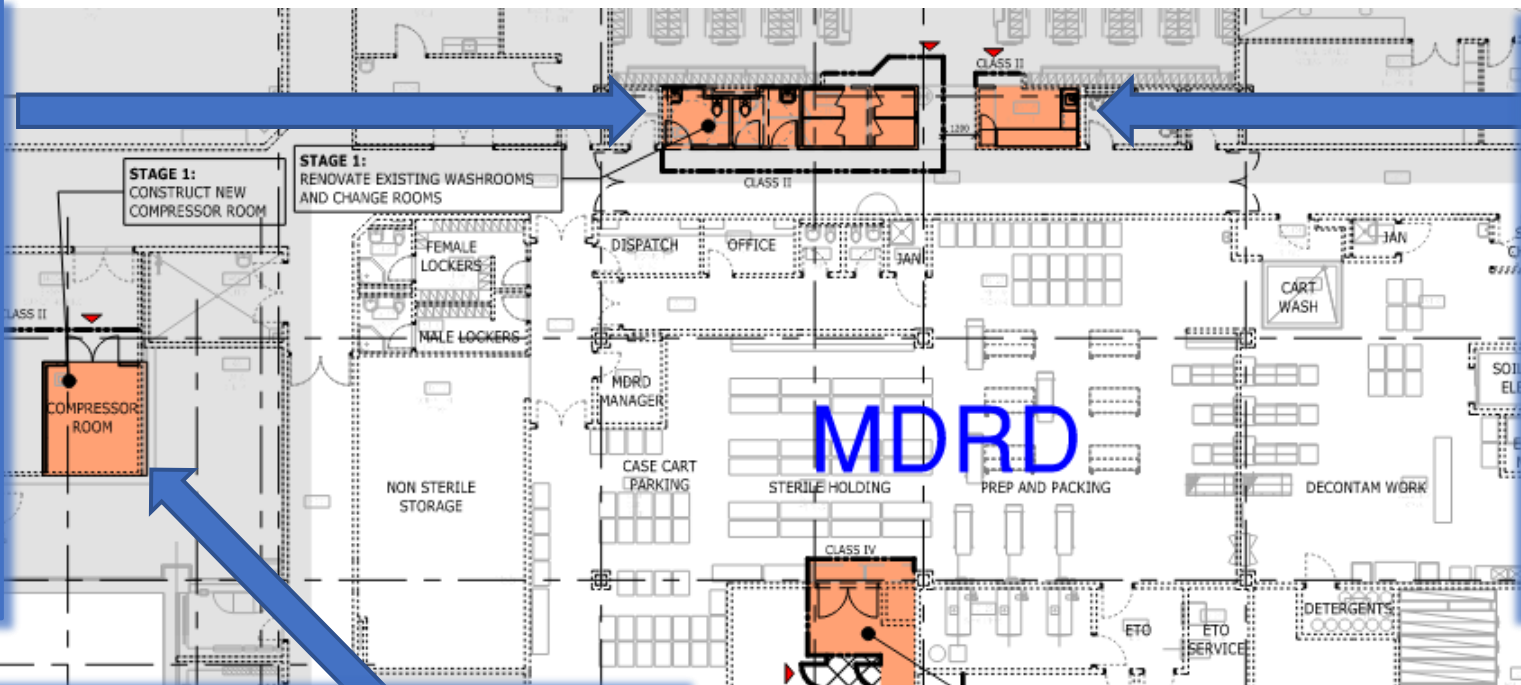 CLASS II
STAGE 1:
RENOVATE EXISTING WASHROOMS
AND CHANGE ROOMS
STAGE 1:
CONSTRUCT NEW
COMPRESSOR ROOM
1200
CLASS II
FEMALE
LOCKERS
DISPATCH
OFFICE
JAN
JAN
CART
WASH
CLASS II
MALE LOCKERS
MDRD
MANAGER
COMPRESSOR
ROOM
MDRD
CASE CART
PARKING
STERILE HOLDING
PREP AND PACKING
DECONTAM WORK
NON STERILE
STORAGE
CLASS IV
DETERGENTS
ETO
ETO
SERVICE